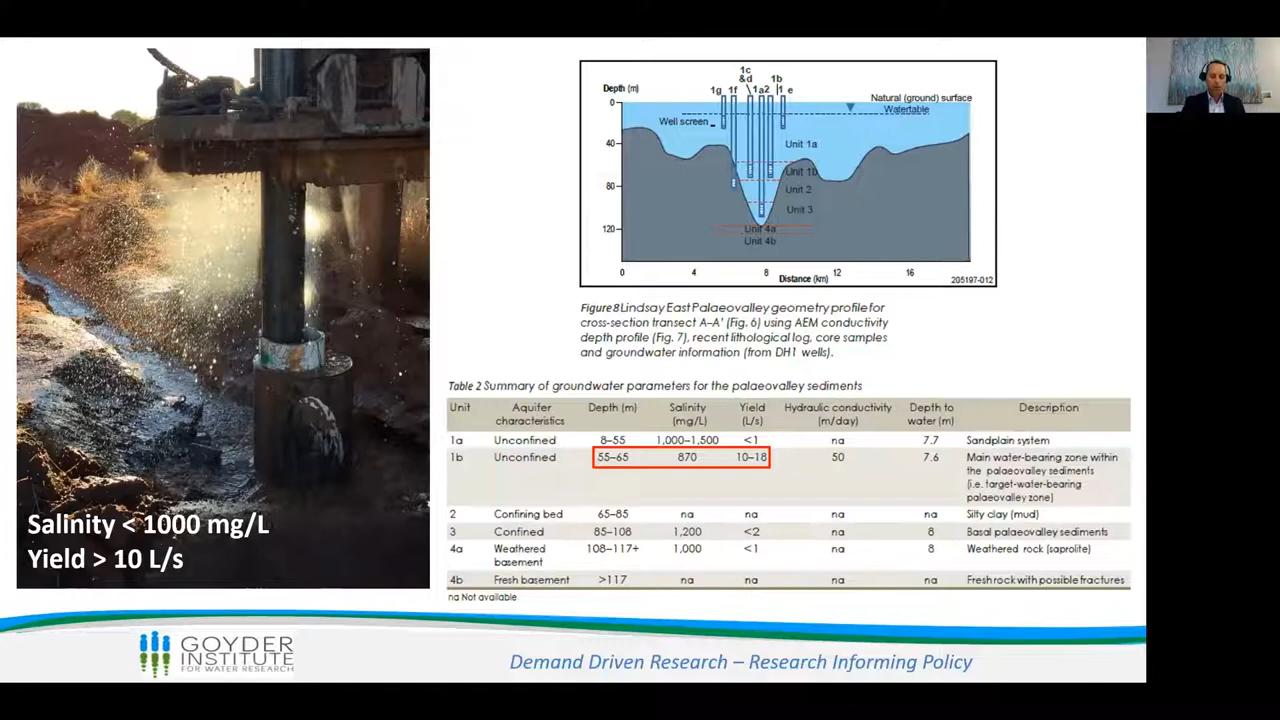 Salinity < 1000 mg/L
Yield > 10 L/s
Depth (m)
0
40
80
120
1g 1f 1c &d 1a2 1b 1 e
Natural (ground) surface
Watertable
Well screen
Unit 1a
Unit 1b
Unit 2
Unit 3
Unit 4a
Unit 4b
0 4 8 12 16
Distance (km)
205197-012
Figure 8 Lindsay East Palaeovalley geometry profile for
cross-section transect A–A' (Fig. 6) using AEM conductivity
depth profile (Fig. 7), recent lithological log, core samples
and groundwater information (from DH1 wells).
Table 2 Summary of groundwater parameters for the palaeovalley sediments
Unit Aquifer characteristics Depth (m) Salinity (mg/L) Yield (L/s) Hydraulic conductivity (m/day) Depth to water (m) Description
1a Unconfined 8–55 1,000–1,500 <1 na 7.7 Sandplain system
1b Unconfined 55–65 870 10–18 50 7.6 Main water-bearing zone within
the palaeovalley sediments
(i.e. target-water-bearing
palaeovalley zone)
2 Confining bed 65–85 na na na na Silty clay (mud)
3 Confined 85–108 1,200 <2 na 8 Basal palaeovalley sediments
4a Weathered basement 108–117+ 1,000 <1 na 8 Weathered rock (saprolite)
4b Fresh basement >117 na na na na Fresh rock with possible fractures
na Not available
GOYDER
INSTITUTE
FOR WATER RESEARCH
Demand Driven Research – Research Informing Policy